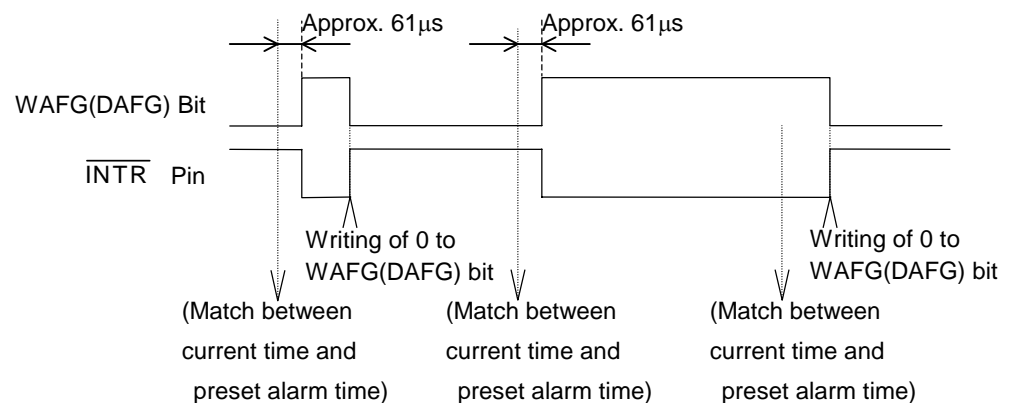 Approx. 61μs Approx. 61μs
WAFG(DAFG) Bit
INTR Pin
Writing of 0 to
WAFG(DAFG) bit
Writing of 0 to
WAFG(DAFG) bit
(Match between
current time and
preset alarm time)
(Match between
current time and
preset alarm time)
(Match between
current time and
preset alarm time)